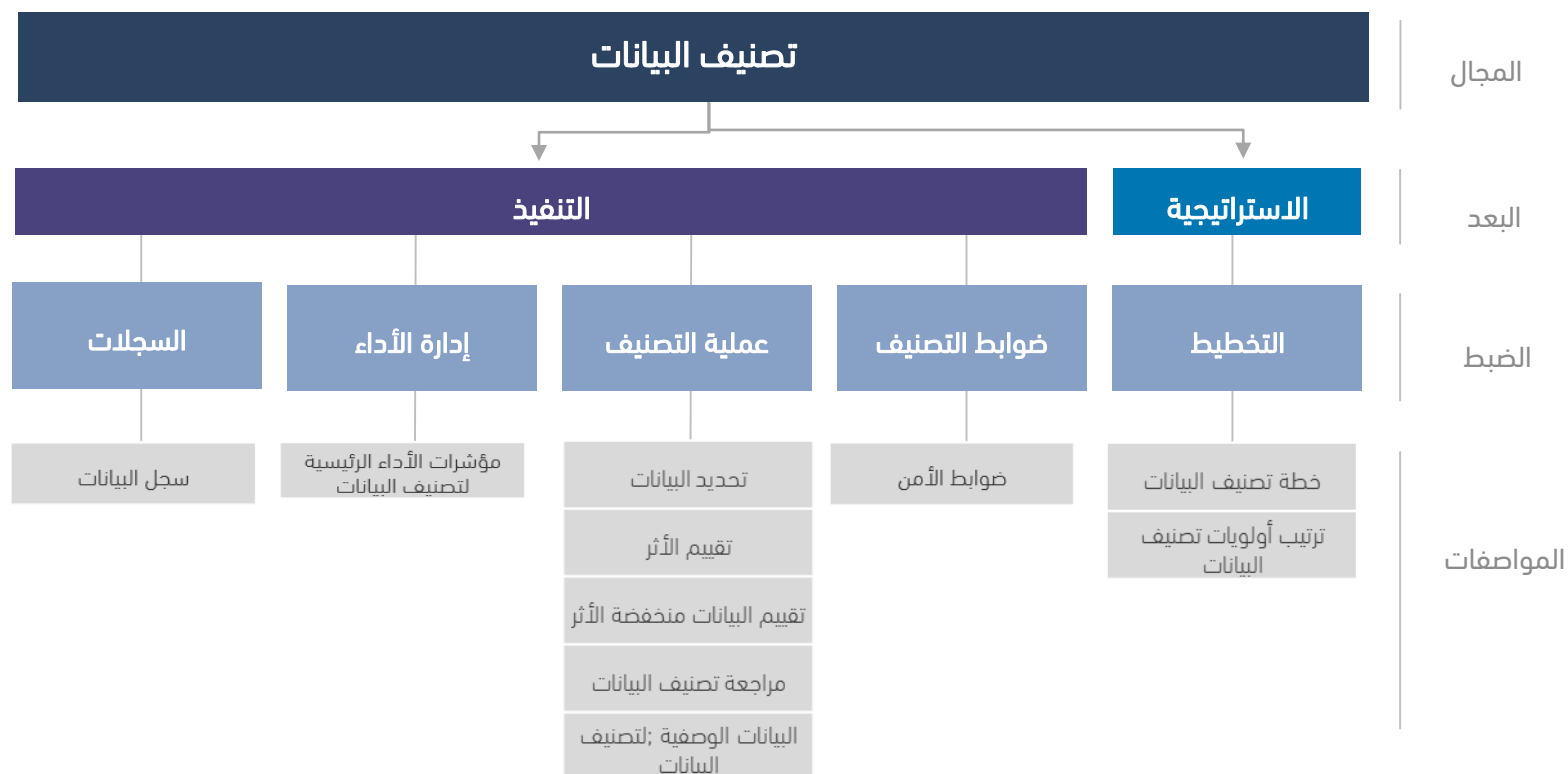 تصنيف البيانات
المجال
الاستراتيجية
التنفيذ
البعد
التخطيط
ضوابط التصنيف
عملية التصنيف
إدارة الأداء
السجلات
الضبط
خطة تصنيف البيانات
ترتيب أولويات تصنيف
البيانات
ضوابط الأمن
تحديد البيانات
تقييم الأثر
تقييم البيانات منخفضة الأثر
مراجعة تصنيف البيانات
البيانات الوصفية ;لتصنيف
البيانات
مؤشرات الأداء الرئيسية
لتصنيف البيانات
سجل البيانات
المواصفات